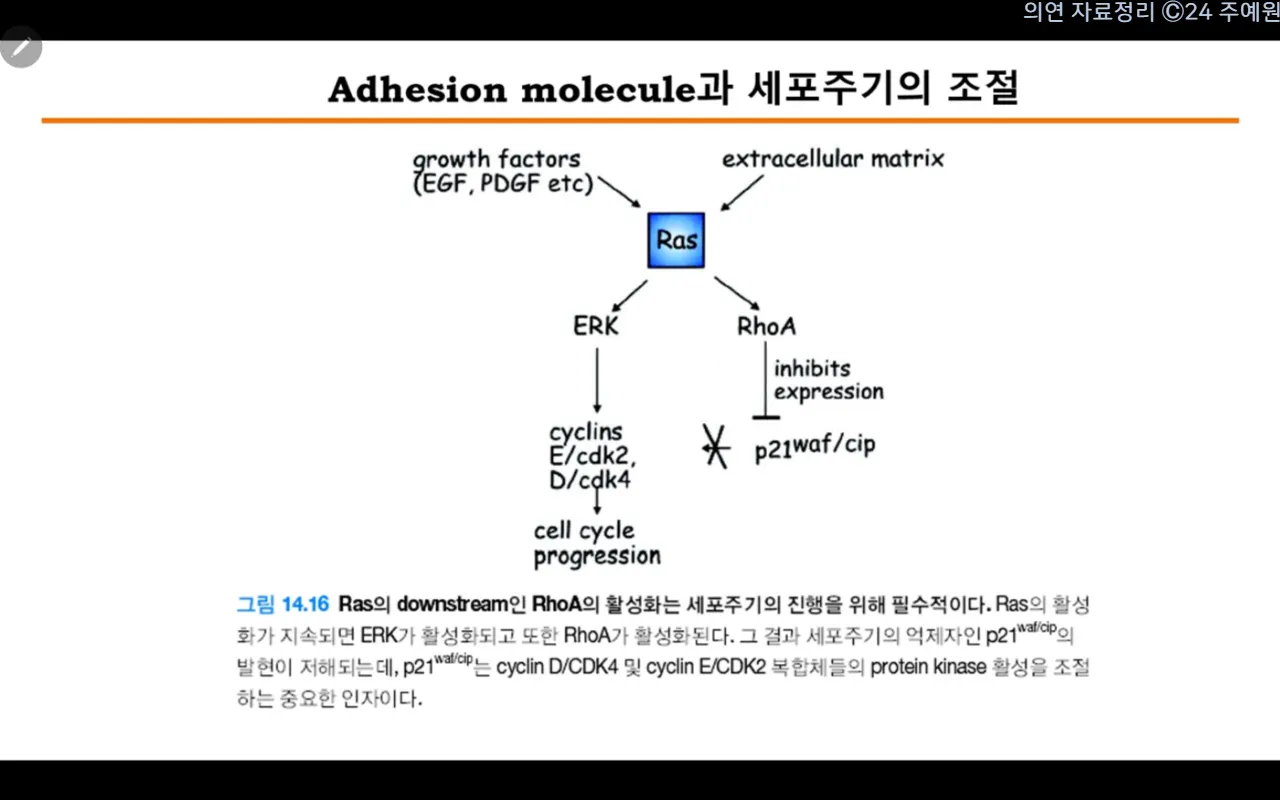 의연 자료정리 ©24 주예원
Adhesion molecule과 세포주기의 조절
growth factors
(EGF, PDGF etc)
extracellular matrix
Ras
ERK
RhoA
inhibits
expression
cyclins
E/cdk2,
D/cdk4
p21waf/cip
cell cycle
progression
그림 14.16 Ras의 downstream인 RhoA의 활성화는 세포주기의 진행을 위해 필수적이다. Ras의 활성
화가 지속되면 ERK가 활성화되고 또한 RhoA가 활성화된다. 그 결과 세포주기의 억제자인 p21waf/cip의
발현이 저해되는데, p21waf/cip는 cyclin D/CDK4 및 cyclin E/CDK2 복합체들의 protein kinase 활성을 조절
하는 중요한 인자이다.